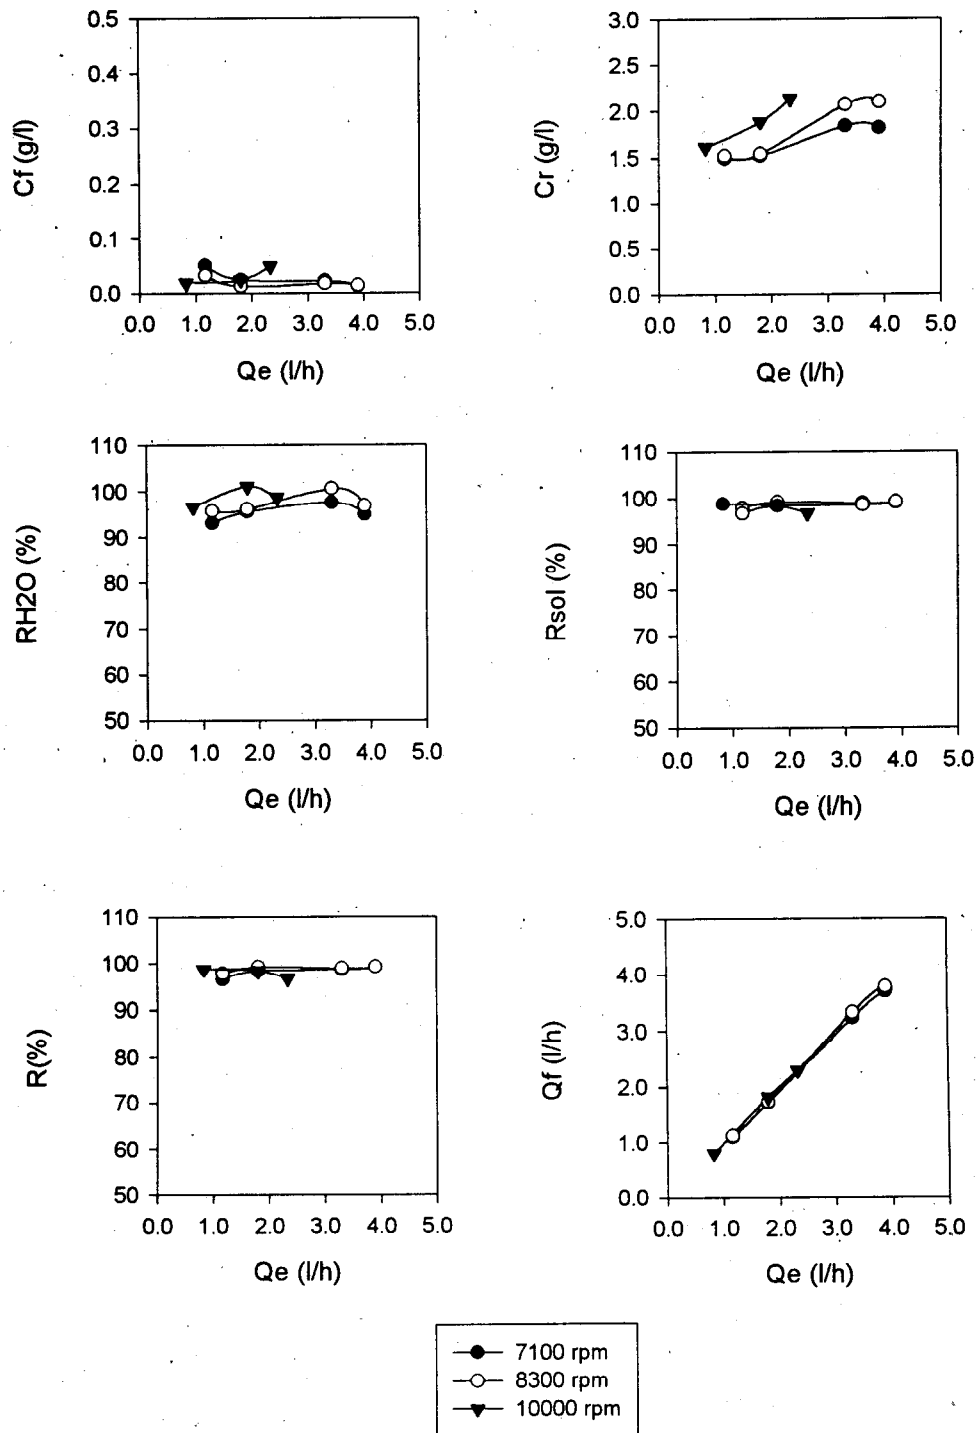 0.5
0.4
0.3
0.2
0.1
0.0
Cf (g/l)
0.0 1.0 2.0 3.0 4.0 5.0
Qe (l/h)
3.0
2.5
2.0
1.5
1.0
0.5
0.0
Cr (g/l)
0.0 1.0 2.0 3.0 4.0 5.0
Qe (l/h)
110
100
90
80
70
60
50
RH2O (%)
0.0 1.0 2.0 3.0 4.0 5.0
Qe (l/h)
110
100
90
80
70
60
50
Rsol (%)
0.0 1.0 2.0 3.0 4.0 5.0
Qe (l/h)
110
100
90
80
70
60
50
R(%)
0.0 1.0 2.0 3.0 4.0 5.0
Qe (l/h)
5.0
4.0
3.0
2.0
1.0
0.0
Qf (l/h)
0.0 1.0 2.0 3.0 4.0 5.0
Qe (l/h)
7100 rpm
8300 rpm
10000 rpm